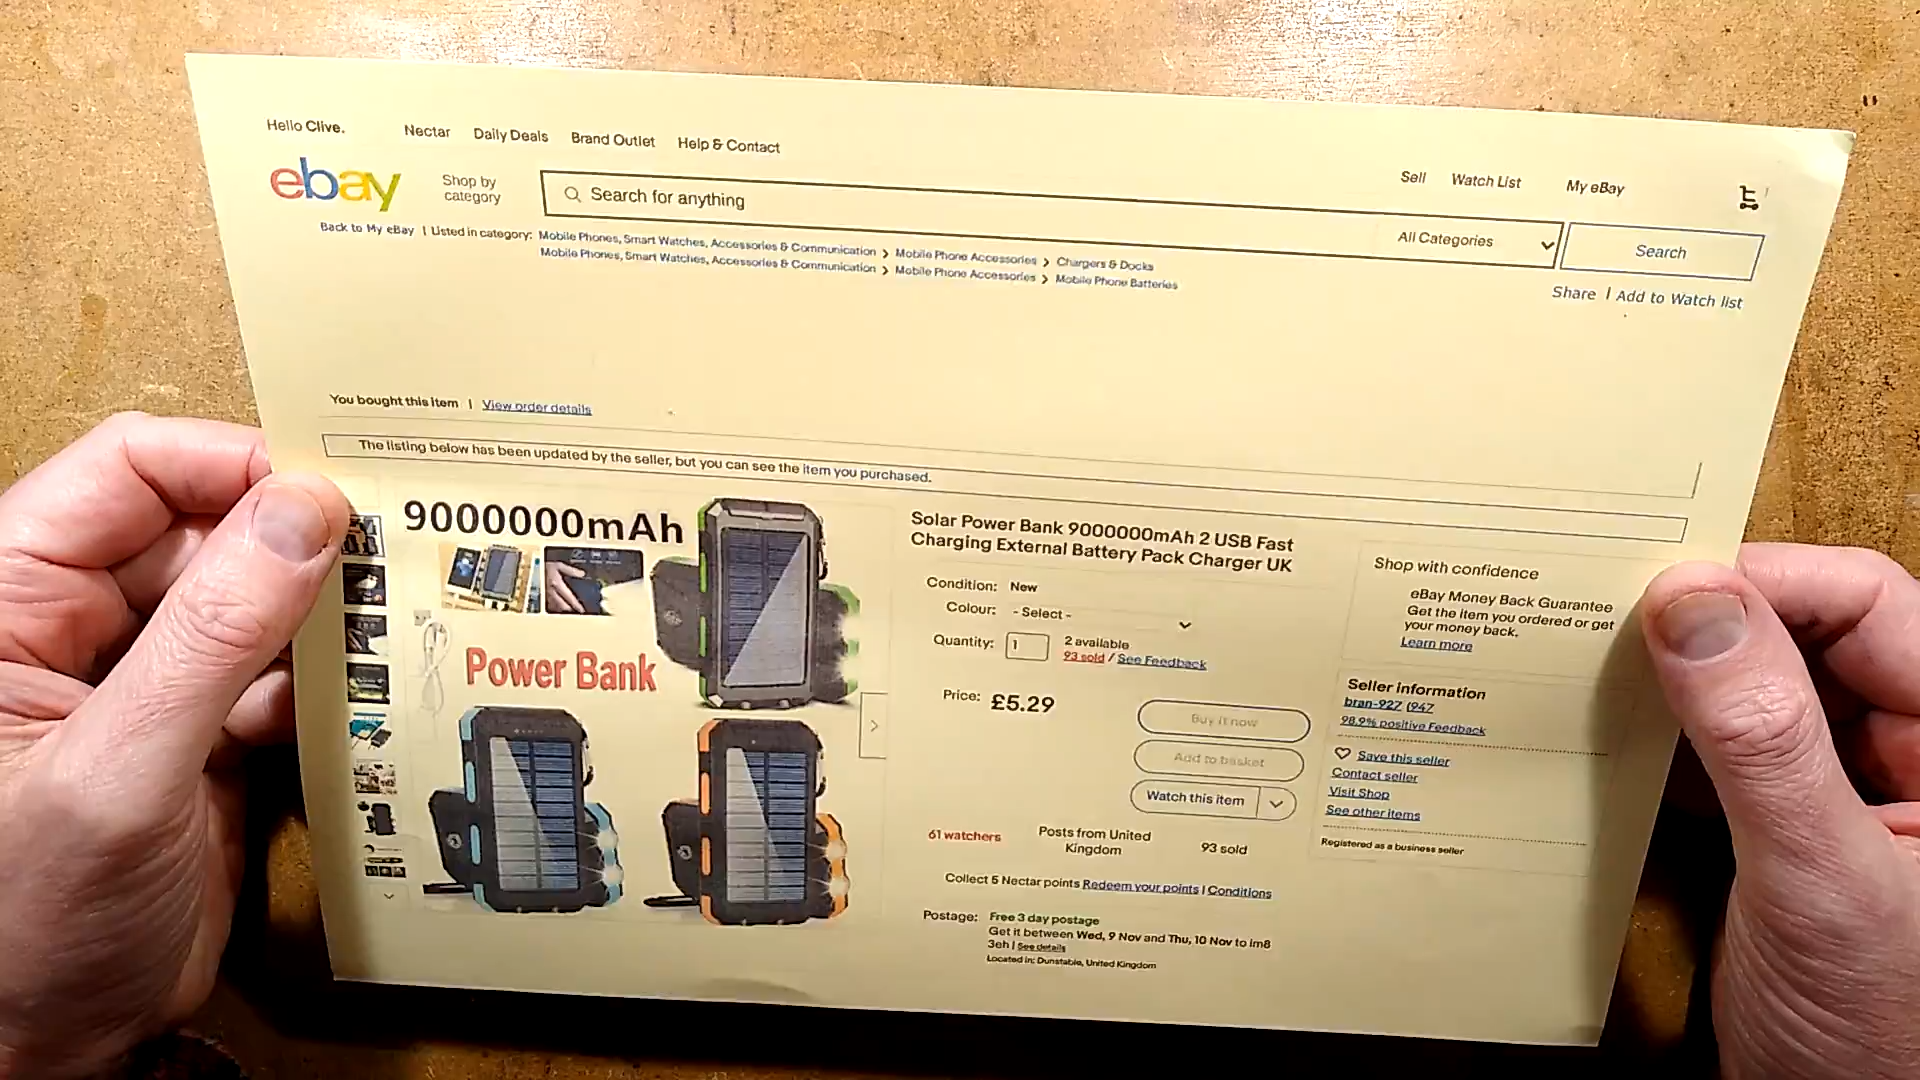 Hello Clive.
Nectar
Daily Deals
Brand Outlet
Help & Contact
Sell
Watch List
My eBay
ebay
Shop by
category
Search for anything
All Categories
Search
Back to My eBay | Listed in category: Mobile Phones, Smart Watches, Accessories & Communication > Mobile Phone Accessories > Chargers & Docks
Mobile Phones, Smart Watches, Accessories & Communication > Mobile Phone Accessories > Mobile Phone Batteries
Share | Add to Watch list
You bought this item | View order details
The listing below has been updated by the seller, but you can see the item you purchased.
9000000mAh
Power Bank
Solar Power Bank 9000000mAh 2 USB Fast
Charging External Battery Pack Charger UK
Condition: New
Colour: - Select -
Quantity: 1
2 available
93 sold / See Feedback
Price: £5.29
Buy it now
Add to basket
Watch this item
61 watchers
Posts from United
Kingdom
93 sold
Collect 5 Nectar points Redeem your points | Conditions
Postage: Free 3 day postage
Get it between Wed, 9 Nov and Thu, 10 Nov to im8
3eh | See details
Located in: Dunstable, United Kingdom
Shop with confidence
eBay Money Back Guarantee
Get the item you ordered or get
your money back.
Learn more
Seller information
bran-927 (947
98.9% positive Feedback
Save this seller
Contact seller
Visit Shop
See other items
Registered as a business seller